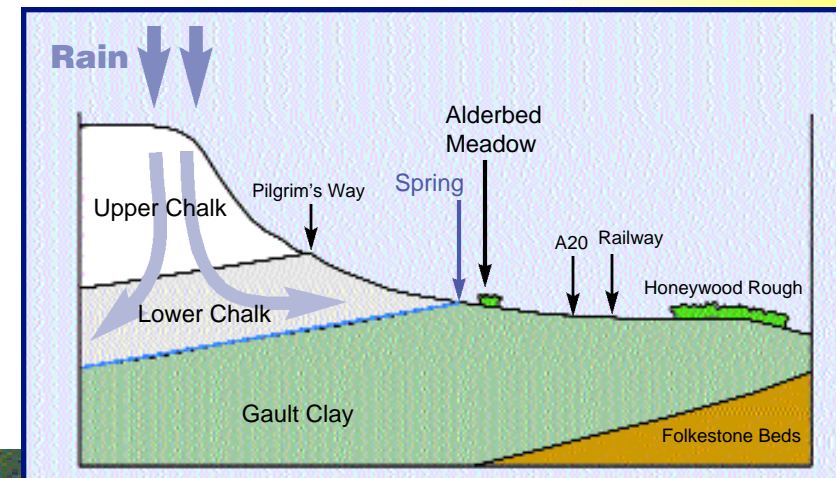 Rain
Alderbed
Meadow
Spring
Pilgrim's Way
Upper Chalk
A20
Railway
Honeywood Rough
Lower Chalk
Gault Clay
Folkestone Beds